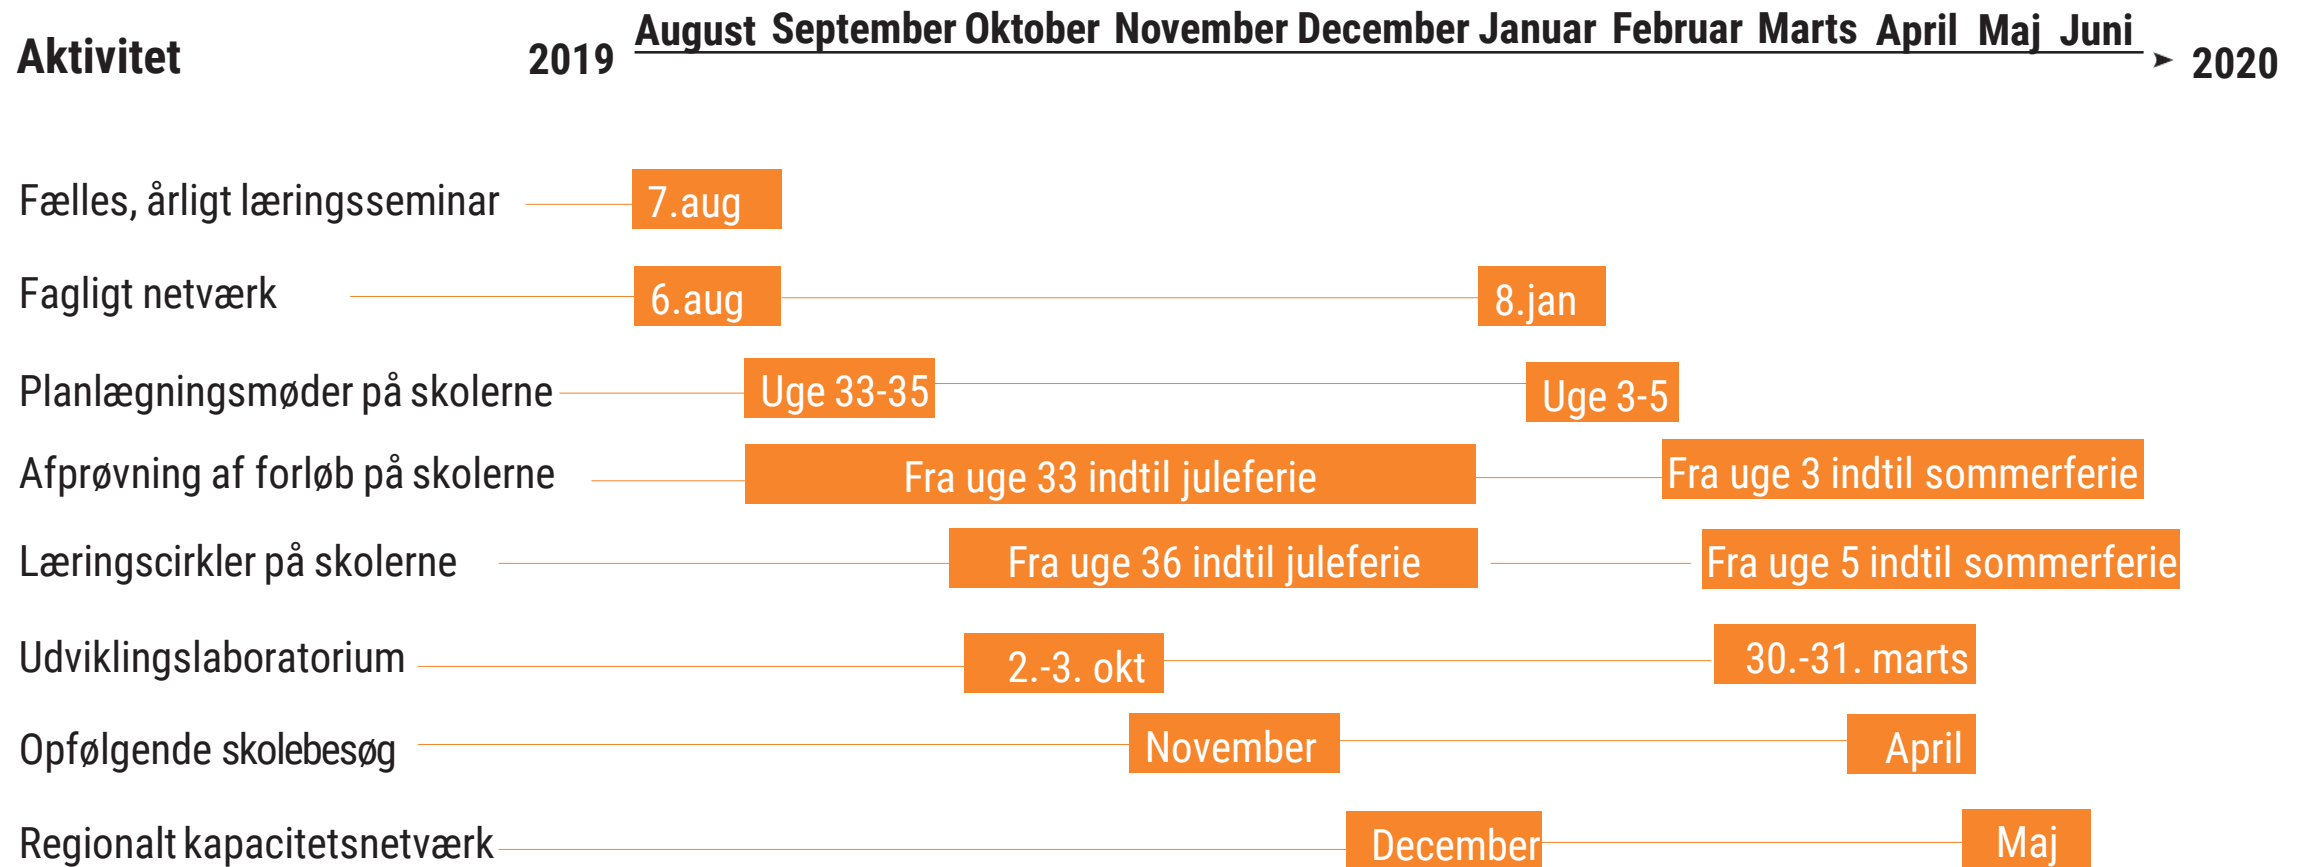 Aktivitet 2019 August September Oktober November December Januar Februar Marts April Maj Juni 2020
Fælles, årligt læringsseminar 7.aug
Fagligt netværk 6.aug 8.jan
Planlægningsmøder på skolerne Uge 33-35 Uge 3-5
Afprøvning af forløb på skolerne Fra uge 33 indtil juleferie Fra uge 3 indtil sommerferie
Læringscirkler på skolerne Fra uge 36 indtil juleferie Fra uge 5 indtil sommerferie
Udviklingslaboratorium 2.-3. okt 30.-31. marts
Opfølgende skolebesøg November April
Regionalt kapacitetsnetværk December Maj